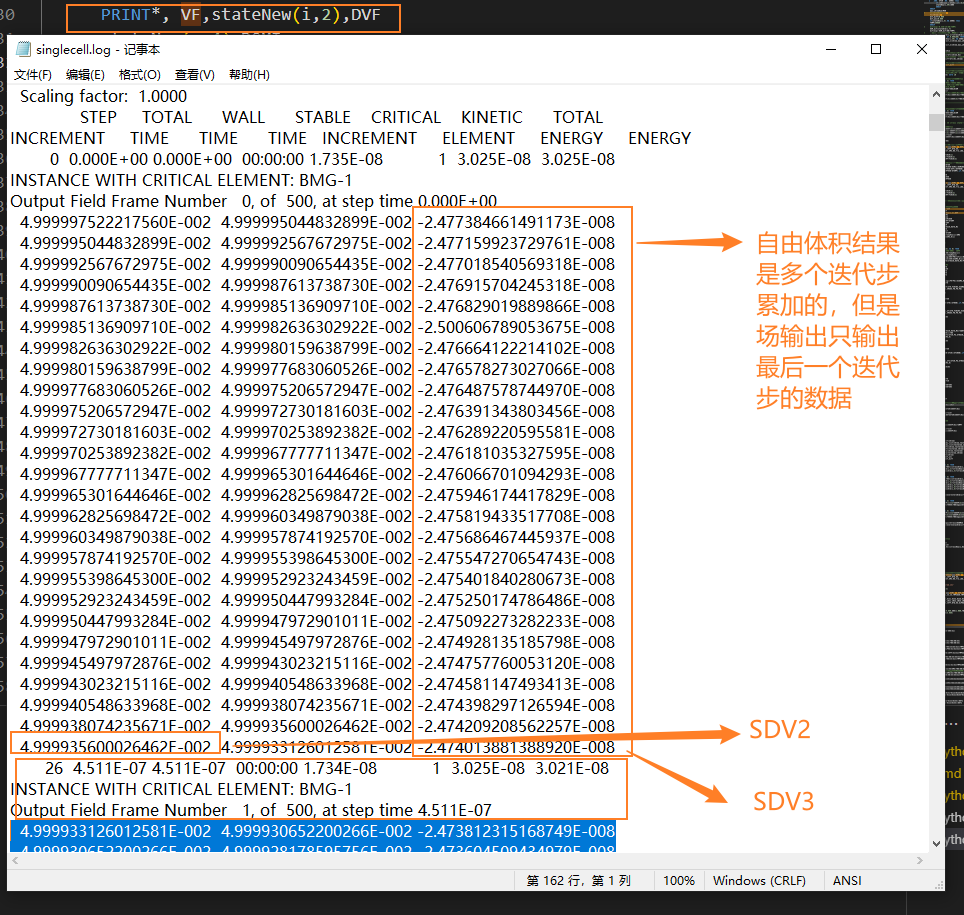 PRINT*, VF,stateNew(i,2),DVF
singlecell.log - 记事本
文件(F) 编辑(E) 格式(O) 查看(V) 帮助(H)
Scaling factor: 1.0000
STEP TOTAL WALL STABLE CRITICAL KINETIC TOTAL
INCREMENT TIME TIME TIME INCREMENT ELEMENT ENERGY ENERGY
0 0.000E+00 0.000E+00 00:00:00 1.735E-08 1 3.025E-08 3.025E-08
INSTANCE WITH CRITICAL ELEMENT: BMG-1
Output Field Frame Number 0, of 500, at step time 0.000E+00
4.999997522217560E-002 4.999995044832899E-002 -2.477384661491173E-008
4.999995044832899E-002 4.999992567672975E-002 -2.477159923729761E-008
4.999992567672975E-002 4.999990090654435E-002 -2.477018540569318E-008
4.999990090654435E-002 4.999987613738730E-002 -2.476915704245318E-008
4.999987613738730E-002 4.999985136909710E-002 -2.476829019889866E-008
4.999985136909710E-002 4.999982636302922E-002 -2.500606789053675E-008
4.999982636302922E-002 4.999980159638799E-002 -2.476664122214102E-008
4.999980159638799E-002 4.999977683060526E-002 -2.476578273027066E-008
4.999977683060526E-002 4.999975206572947E-002 -2.476487578744970E-008
4.999975206572947E-002 4.999972730181603E-002 -2.476391343803456E-008
4.999972730181603E-002 4.999970253892382E-002 -2.476289220595581E-008
4.999970253892382E-002 4.999967777711347E-002 -2.476181035327595E-008
4.999967777711347E-002 4.999965301644646E-002 -2.476066701094293E-008
4.999965301644646E-002 4.999962825698472E-002 -2.475946174417829E-008
4.999962825698472E-002 4.999960349879038E-002 -2.475819433517708E-008
4.999960349879038E-002 4.999957874192570E-002 -2.475686467445937E-008
4.999957874192570E-002 4.999955398645300E-002 -2.475547270654743E-008
4.999955398645300E-002 4.999952923243459E-002 -2.475401840280673E-008
4.999952923243459E-002 4.999950447993284E-002 -2.475250174786486E-008
4.999950447993284E-002 4.999947972901011E-002 -2.475092273282233E-008
4.999947972901011E-002 4.999945497972876E-002 -2.474928135185798E-008
4.999945497972876E-002 4.999943023215116E-002 -2.474757760053120E-008
4.999943023215116E-002 4.999940548633968E-002 -2.474581147493413E-008
4.999940548633968E-002 4.999938074235671E-002 -2.474398297126594E-008
4.999938074235671E-002 4.999935600026462E-002 -2.474209208562257E-008
4.999935600026462E-002 4.999933126012581E-002 -2.474013881388920E-008
26 4.511E-07 4.511E-07 00:00:00 1.734E-08 1 3.025E-08 3.021E-08
INSTANCE WITH CRITICAL ELEMENT: BMG-1
Output Field Frame Number 1, of 500, at step time 4.511E-07
4.999933126012581E-002 4.999930652200266E-002 -2.473812315168749E-008
自由体积结果
是多个迭代步
累加的，但是
场输出只输出
最后一个迭代
步的数据
SDV2
SDV3
第 162 行，第 1 列 100% Windows (CRLF) ANSI